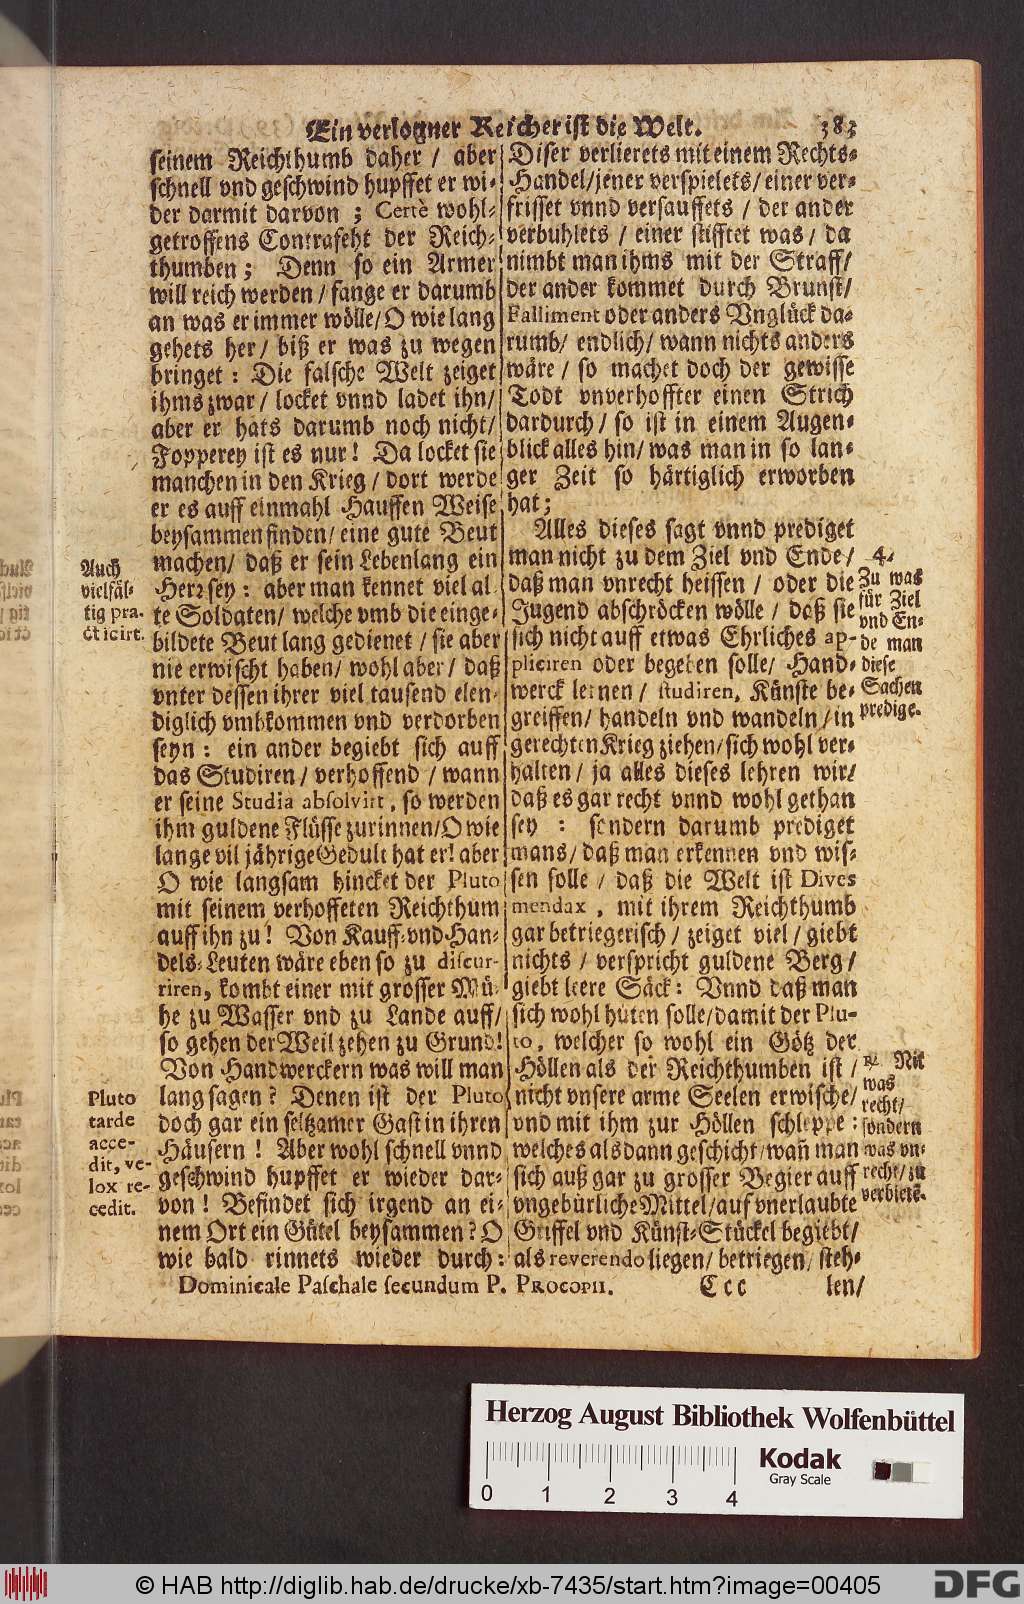 Ein verlogner Reicher ist die Welt. 383
seinem Reichthumb daher / aber
schnell vnd geschwind hupffet er wi-
der darmit darvon ; Certè wohl-
getroffens Contrafeht der Reich-
thumben ; Denn so ein Armer
will reich werden / fange er darumb
an was er immer wölle / O wie lang
gehets her / biß er was zu wegen
bringet : Die falsche Welt zeiget
ihms zwar / locket vnnd ladet ihn /
aber er hats darumb noch nicht /
Fopperey ist es nur ! Da locket sie
manchen in den Krieg / dort werde
er es auff einmahl Hauffen Weise
beysammen finden / eine gute Beut
machen / daß er sein Lebenlang ein
Herr sey : aber man kennet viel al-
te Soldaten / welche vmb die einge-
bildete Beut lang gedienet / sie aber
nie erwischt haben / wohl aber / daß
vnter dessen ihrer viel tausend elen-
diglich vmbkommen vnd verdorben
seyn : ein ander begiebt sich auff
das Studiren / verhoffend / wann
er seine Studia absolvirt, so werden
ihm guldene Flüsse zurinnen / O wie
lange vil jährige Gedult hat er! aber
O wie langsam hincket der Pluto
mit seinem verhoffeten Reichthum
auff ihn zu ! Von Kauff- vnd Han-
dels-Leuten wäre eben so zu discur-
riren, kombt einer mit grosser Mü-
he zu Wasser vnd zu Lande auff /
so gehen der Weil zehen zu Grund!
Von Handwerckern was will man
lang sagen ? Denen ist der Pluto
doch gar ein seltzamer Gast in ihren
Häusern ! Aber wohl schnell vnnd
geschwind hupffet er wieder dar-
von ! Befindet sich irgend an ei-
nem Ort ein Gütel beysammen ? O
wie bald rinnets wieder durch :
Auch
vielfäl-
tig pra-
cticirt.
Pluto
tarde
acce-
dit, ve-
lox re-
cedit.
Diser verlierets mit einem Rechts-
Handel / jener verspielets / einer ver-
frisset vnnd versauffets / der ander
verbuhlets / einer stifftet was / da
nimbt man ihms mit der Straff /
der ander kommet durch Brunst /
Falliment oder anders Vnglück da-
rumb / endlich / wann nichts anders
wäre / so machet doch der gewisse
Todt vnverhoffter einen Strich
dardurch / so ist in einem Augen-
blick alles hin / was man in so lan-
ger Zeit so härtiglich erworben
hat ;
Alles dieses sagt vnnd prediget
man nicht zu dem Ziel vnd Ende /
daß man vnrecht heissen / oder die
Jugend abschröcken wölle / daß sie
sich nicht auff etwas Ehrliches ap-
pliciren oder begeben solle / Hand-
werck lernen / studiren, Künste be-
greiffen / handeln vnd wandeln / in
gerechten Krieg ziehen / sich wohl ver-
halten / ja alles dieses lehren wir /
daß es gar recht vnnd wohl gethan
sey : sondern darumb prediget
mans / daß man erkennen vnd wis-
sen solle / daß die Welt ist Dives
mendax, mit ihrem Reichthumb
gar betriegerisch / zeiget viel / giebt
nichts / verspricht guldene Berg /
giebt leere Säck : Vnnd daß man
sich wohl hüten solle / damit der Plu-
to, welcher so wohl ein Götz der
Höllen als der Reichthumben ist /
nicht vnsere arme Seelen erwische /
vnd mit ihm zur Höllen schleppe :
welches alsdann geschicht / wañ man
sich auß gar zu grosser Begier auff
vngebürliche Mittel / auf vnerlaubte
Griffel vnd Künst-Stückel begiebt /
als reverendo liegen / betriegen / steh-
4.
Zu was
für Ziel
vnd En-
de man
diese
Sachen
predige.
Nit
was
recht /
sondern
was vn-
recht / zu
verbietē.
Dominicale Paschale secundum P. PROCOPII. Ccc len /
Herzog August Bibliothek Wolfenbüttel
Kodak
Gray Scale
0 1 2 3 4
© HAB http://diglib.hab.de/drucke/xb-7435/start.htm?image=00405
DFG